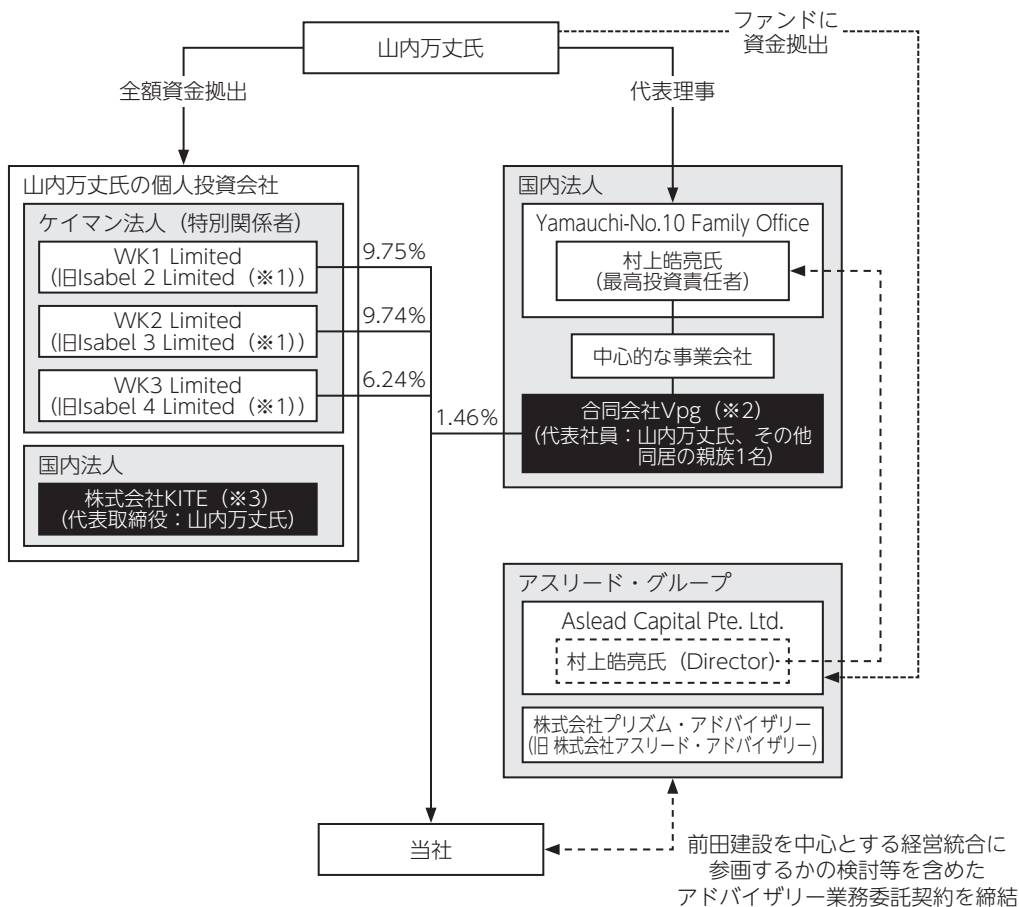 山内万丈氏
ファンドに
資金拠出
全額資金拠出
代表理事
山内万丈氏の個人投資会社
ケイマン法人（特別関係者）
WK1 Limited
（旧Isabel 2 Limited（※1））
9.75%
WK2 Limited
（旧Isabel 3 Limited（※1））
9.74%
WK3 Limited
（旧Isabel 4 Limited（※1））
6.24%
国内法人
株式会社KITE（※3）
（代表取締役：山内万丈氏）
国内法人
Yamauchi-No.10 Family Office
村上皓亮氏
（最高投資責任者）
中心的な事業会社
1.46%
合同会社Vpg（※2）
（代表社員：山内万丈氏、その他
同居の親族1名）
アスリード・グループ
Aslead Capital Pte. Ltd.
村上皓亮氏（Director）
株式会社プリズム・アドバイザリー
（旧 株式会社アスリード・アドバイザリー）
当社
前田建設を中心とする経営統合に
参画するかの検討等を含めた
アドバイザリー業務委託契約を締結